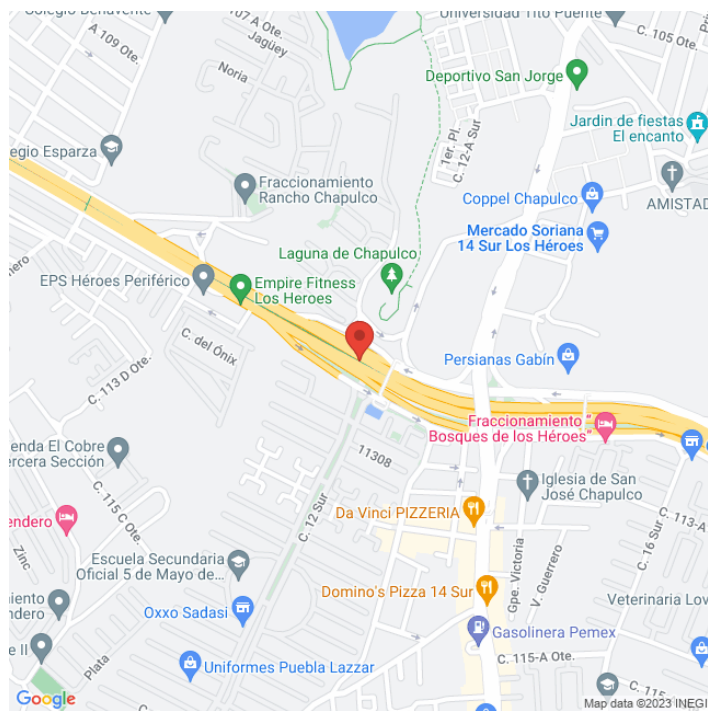 Colegio Benavente
107-A Ote.
Jagüey
Universidad Tito Puente
A 109 Ote.
C. 105 Ote.
Noria
Deportivo San Jorge
1er. Pl.
C. 12-A Sur
Jardin de fiestas
El encanto
egio Esparza
Fraccionamiento
Rancho Chapulco
Coppel Chapulco
AMISTAD
Mercado Soriana
14 Sur Los Héroes
Laguna de Chapulco
EPS Héroes Periférico
Empire Fitness
Los Heroes
C. del Ónix
Persianas Gabín
C. 113 D Ote.
Fraccionamiento "
Bosques de los Héroes"
enda El Cobre
ercera Sección
11308
Iglesia de San
José Chapulco
C. 115 C Ote.
C. 12 Sur
Da Vinci PIZZERIA
C. 113-A
C. 16 Sur
endero
Zinc
Escuela Secundaria
Oficial 5 de Mayo de...
Domino's Pizza 14 Sur
Gpe. Victoria
V. Guerrero
miento
ndero
Oxxo Sadasi
Veterinaria Lov
Gasolinera Pemex
e II
Plata
Uniformes Puebla Lazzar
C. 115-A Ote.
Google
Map data ©2023 INEGI